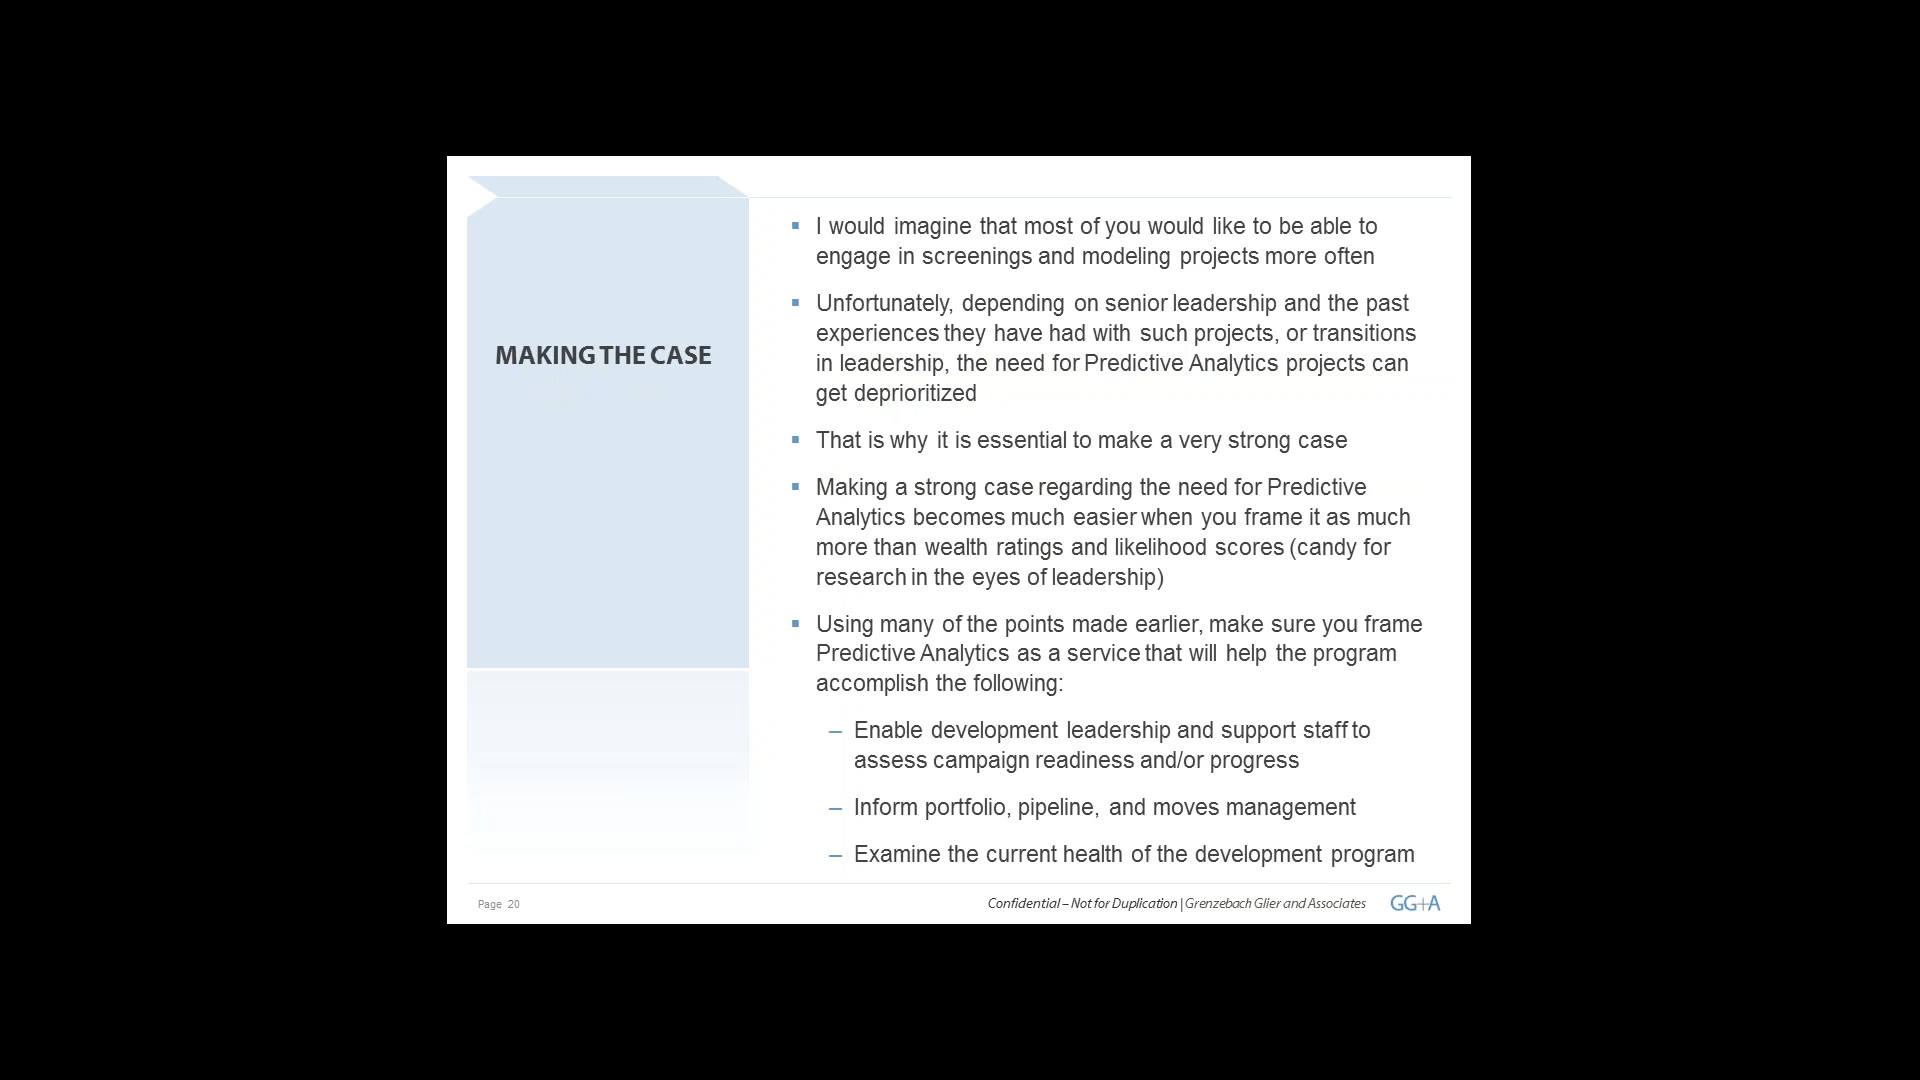 MAKING THE CASE
▪ I would imagine that most of you would like to be able to
engage in screenings and modeling projects more often
▪ Unfortunately, depending on senior leadership and the past
experiences they have had with such projects, or transitions
in leadership, the need for Predictive Analytics projects can
get deprioritized
▪ That is why it is essential to make a very strong case
▪ Making a strong case regarding the need for Predictive
Analytics becomes much easier when you frame it as much
more than wealth ratings and likelihood scores (candy for
research in the eyes of leadership)
▪ Using many of the points made earlier, make sure you frame
Predictive Analytics as a service that will help the program
accomplish the following:
– Enable development leadership and support staff to
assess campaign readiness and/or progress
– Inform portfolio, pipeline, and moves management
– Examine the current health of the development program
Page 20
Confidential – Not for Duplication | Grenzebach Glier and Associates
GG+A